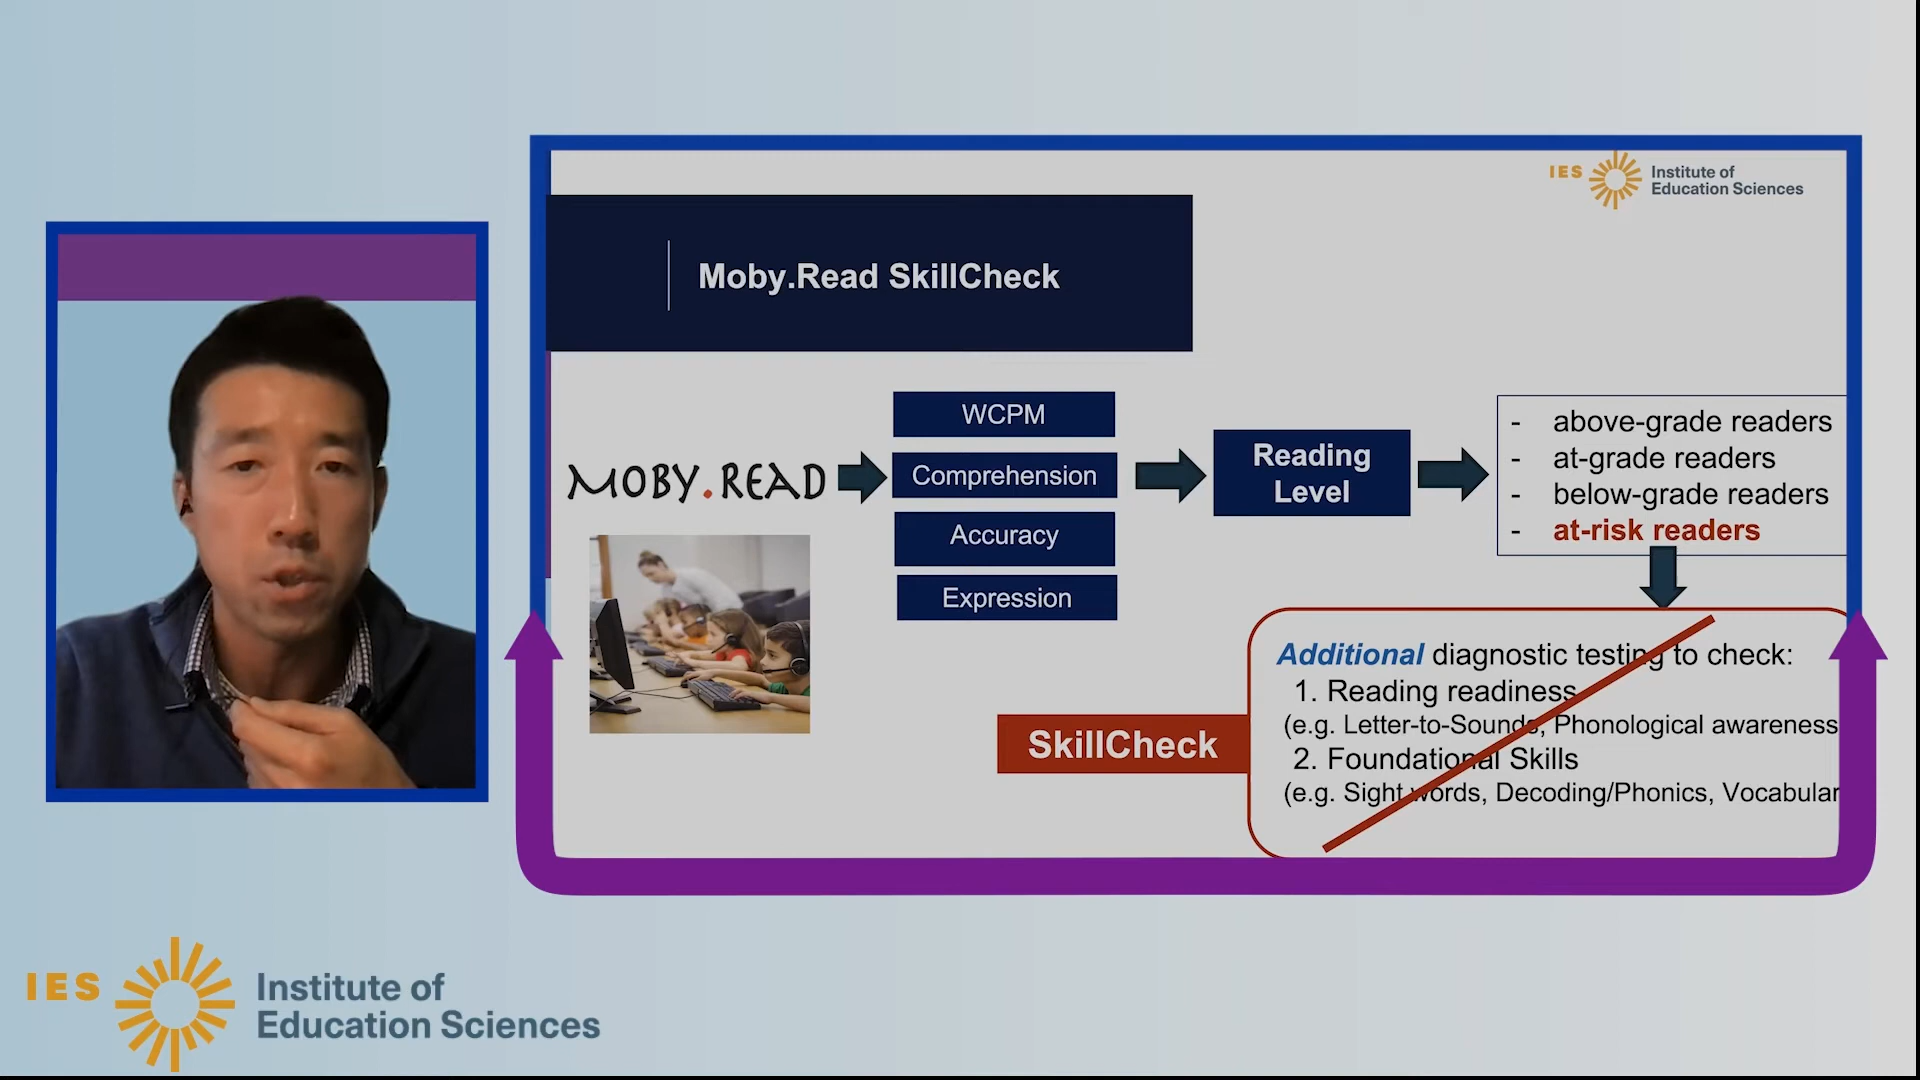 IES Institute of
Education Sciences
Moby.Read SkillCheck
MOBY.READ
WCPM
Comprehension
Accuracy
Expression
Reading
Level
- above-grade readers
- at-grade readers
- below-grade readers
- at-risk readers
SkillCheck
Additional diagnostic testing to check:
1. Reading readiness
(e.g. Letter-to-Sounds, Phonological awareness
2. Foundational Skills
(e.g. Sight words, Decoding/Phonics, Vocabular
IES Institute of
Education Sciences